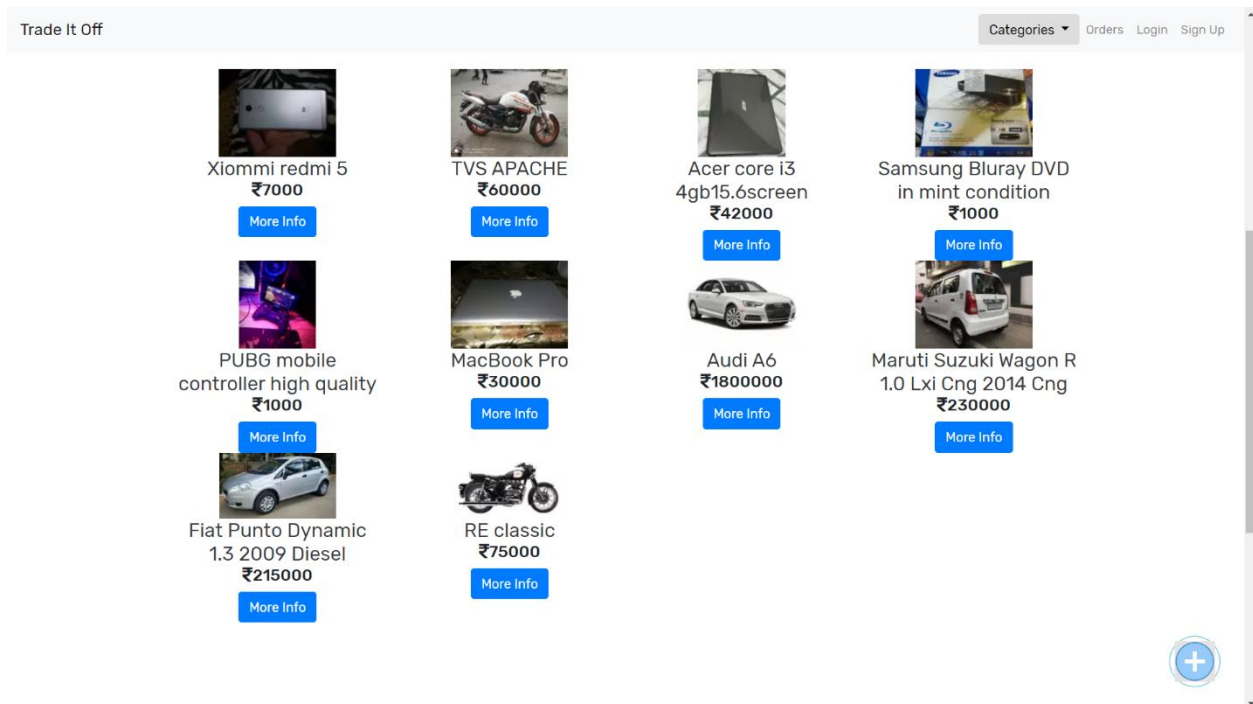 Trade It Off
Categories Orders Login Sign Up
Xiommi redmi 5
₹7000
More Info
TVS APACHE
₹60000
More Info
Acer core i3
4gb15.6screen
₹42000
More Info
Samsung Bluray DVD
in mint condition
₹1000
More Info
PUBG mobile
controller high quality
₹1000
More Info
MacBook Pro
₹30000
More Info
Audi A6
₹1800000
More Info
Maruti Suzuki Wagon R
1.0 Lxi Cng 2014 Cng
₹230000
More Info
Fiat Punto Dynamic
1.3 2009 Diesel
₹215000
More Info
RE classic
₹75000
More Info